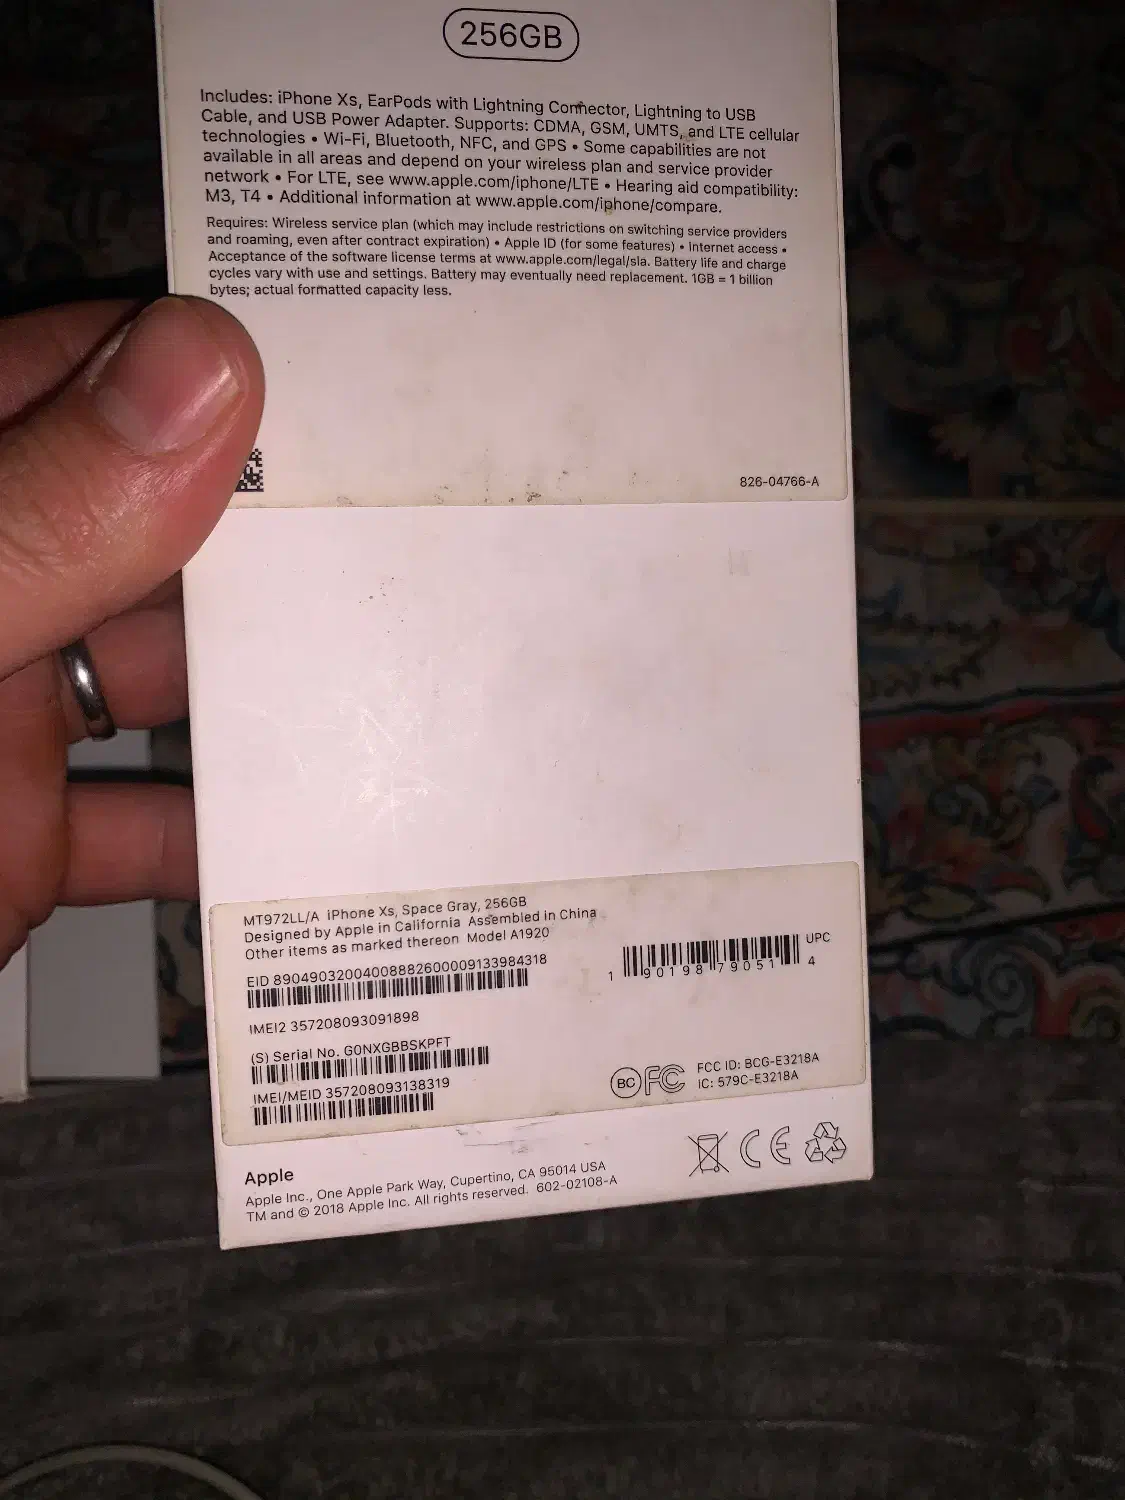 256GB
Includes: iPhone Xs, EarPods with Lightning Connector, Lightning to USB
Cable, and USB Power Adapter. Supports: CDMA, GSM, UMTS, and LTE cellular
technologies • Wi-Fi, Bluetooth, NFC, and GPS • Some capabilities are not
available in all areas and depend on your wireless plan and service provider
network • For LTE, see www.apple.com/iphone/LTE • Hearing aid compatibility:
M3, T4 • Additional information at www.apple.com/iphone/compare.
Requires: Wireless service plan (which may include restrictions on switching service providers
and roaming, even after contract expiration) • Apple ID (for some features) • Internet access •
Acceptance of the software license terms at www.apple.com/legal/sla. Battery life and charge
cycles vary with use and settings. Battery may eventually need replacement. 1GB = 1 billion
bytes; actual formatted capacity less.
826-04766-A
MT972LL/A iPhone Xs, Space Gray, 256GB
Designed by Apple in California Assembled in China
Other items as marked thereon Model A1920
EID 89049032004008882600009133984318
UPC
1 90198 79051 4
IMEI2 357208093091898
(S) Serial No. G0NXGBBSKPFT
IMEI/MEID 357208093138319
BC FC
FCC ID: BCG-E3218A
IC: 579C-E3218A
CE
Apple
Apple Inc., One Apple Park Way, Cupertino, CA 95014 USA
TM and © 2018 Apple Inc. All rights reserved. 602-02108-A